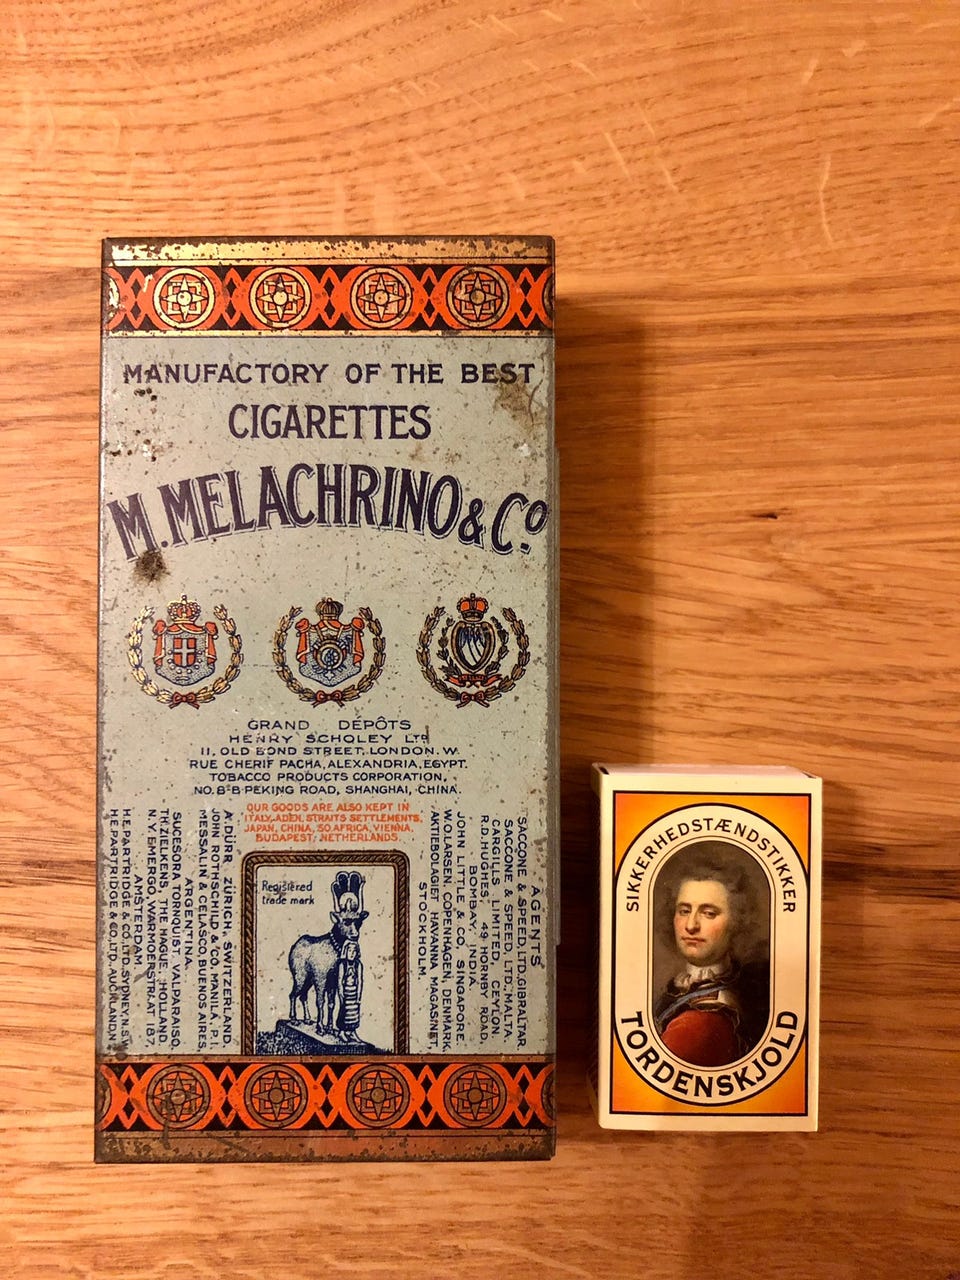 MANUFACTORY OF THE BEST
CIGARETTES
M. MELACHRINO & Co.
GRAND DÉPÔTS
HENRY SCHOLEY LTD
11, OLD BOND STREET, LONDON. W.
RUE CHERIF PACHA, ALEXANDRIA, EGYPT.
TOBACCO PRODUCTS CORPORATION,
NO. 8-B PEKING ROAD, SHANGHAI, CHINA.
OUR GOODS ARE ALSO KEPT IN
ITALY, ADEN, STRAITS SETTLEMENTS,
JAPAN, CHINA, SO. AFRICA, VIENNA,
BUDAPEST, NETHERLANDS.
A. DÜRR, ZÜRICH, SWITZERLAND.
JOHN ROTHSCHILD & CO. MANILA, P. I.
MESSALIN & CELASCO, BUENOS AIRES,
ARGENTINA.
SUCESORA TORNQUIST, VALPARAISO.
TH. ZIELKENS, THE HAGUE, HOLLAND.
N.V. EMERGO, WARMOERSTRAAT 187,
AMSTERDAM.
H.E. PARTRIDGE & CO. LTD. SYDNEY. N.S.W.
H.E. PARTRIDGE & CO. LTD. AUCKLAND
Registered
trade mark
AGENTS
SACCONE & SPEED, LTD. GIBRALTAR.
SACCONE & SPEED, LTD. MALTA.
CARGILLS LIMITED, CEYLON.
R.D. HUGHES, 49 HORNBY ROAD,
BOMBAY, INDIA.
JOHN LITTLE & CO, SINGAPORE.
W.O. LARSEN, COPENHAGEN, DENMARK.
AKTIEBOLAGIET HAVANNA MAGASINET,
STOCKHOLM.
SIKKERHEDSTÆNDSTIKKER
TORDENSKJOLD